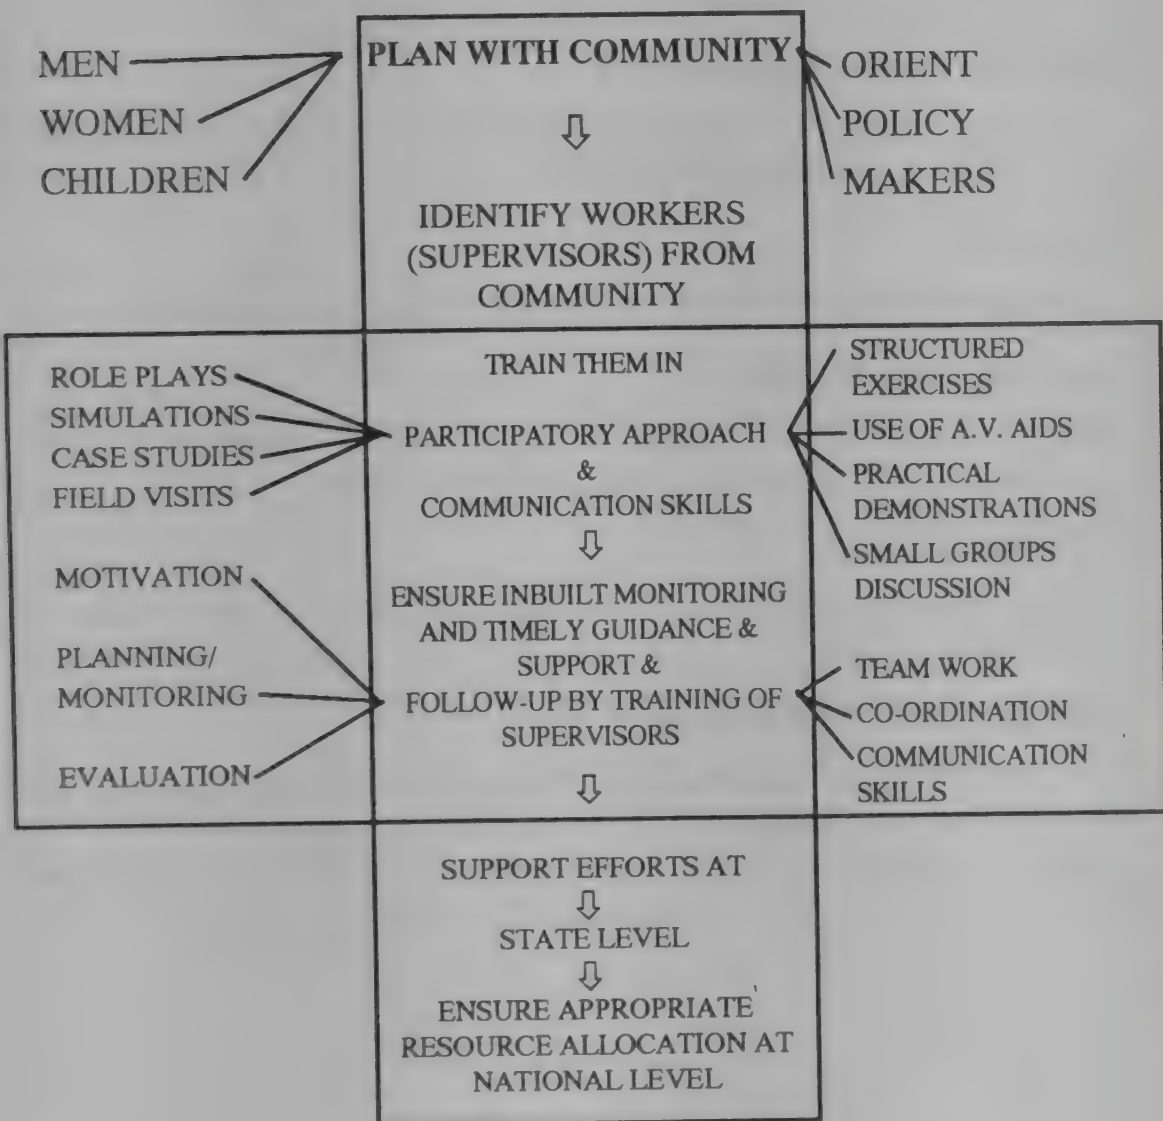 MEN
WOMEN
CHILDREN
PLAN WITH COMMUNITY
ORIENT
POLICY
MAKERS
IDENTIFY WORKERS
(SUPERVISORS) FROM
COMMUNITY
ROLE PLAYS
SIMULATIONS
CASE STUDIES
FIELD VISITS
TRAIN THEM IN
PARTICIPATORY APPROACH
&
COMMUNICATION SKILLS
STRUCTURED
EXERCISES
USE OF A.V. AIDS
PRACTICAL
DEMONSTRATIONS
SMALL GROUPS
DISCUSSION
MOTIVATION
PLANNING/
MONITORING
EVALUATION
ENSURE INBUILT MONITORING
AND TIMELY GUIDANCE &
SUPPORT &
FOLLOW-UP BY TRAINING OF
SUPERVISORS
TEAM WORK
CO-ORDINATION
COMMUNICATION
SKILLS
SUPPORT EFFORTS AT
STATE LEVEL
ENSURE APPROPRIATE
RESOURCE ALLOCATION AT
NATIONAL LEVEL